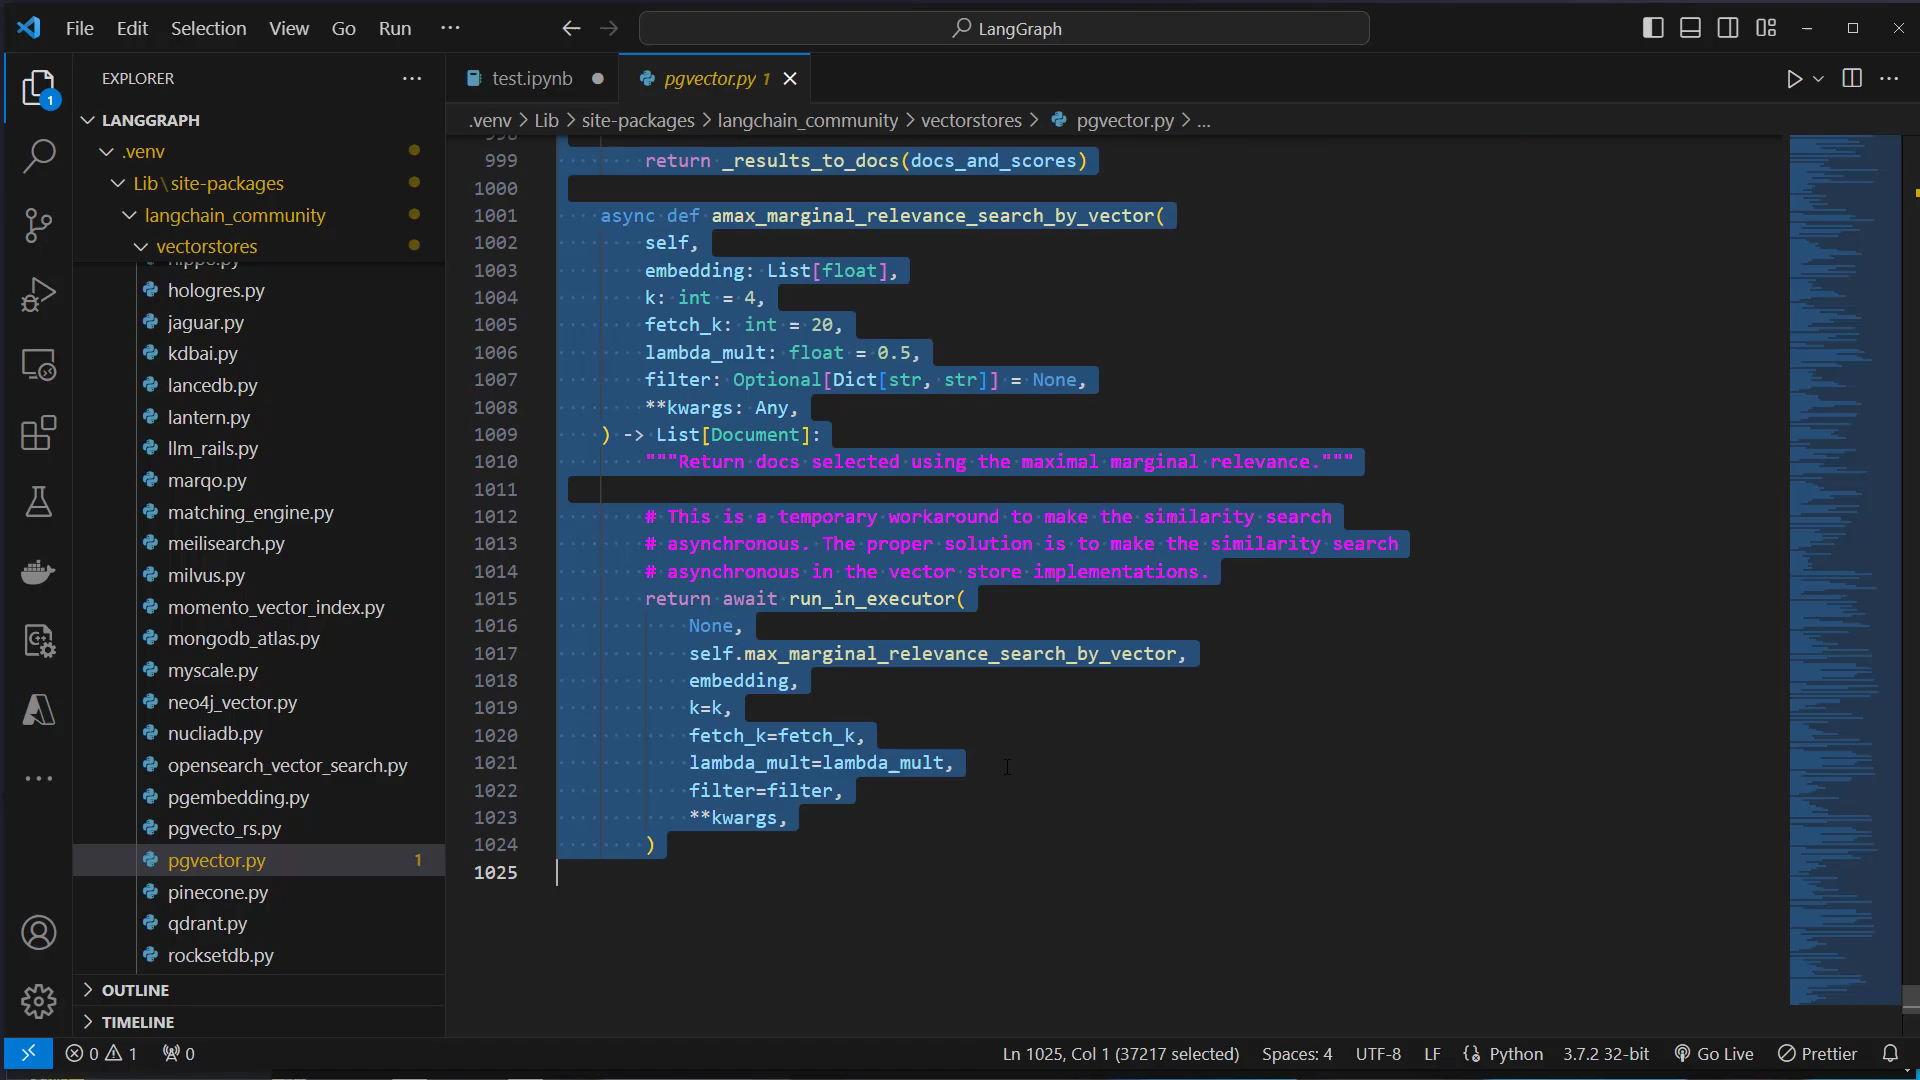 File Edit Selection View Go Run ···
LangGraph
EXPLORER ···
LANGGRAPH
.venv
Lib\site-packages
langchain_community
vectorstores
hologres.py
jaguar.py
kdbai.py
lancedb.py
lantern.py
llm_rails.py
marqo.py
matching_engine.py
meilisearch.py
milvus.py
momento_vector_index.py
mongodb_atlas.py
myscale.py
neo4j_vector.py
nucliadb.py
opensearch_vector_search.py
pgembedding.py
pgvecto_rs.py
pgvector.py 1
pinecone.py
qdrant.py
rocksetdb.py
OUTLINE
TIMELINE
1
test.ipynb
pgvector.py 1
.venv > Lib > site-packages > langchain_community > vectorstores > pgvector.py > ...
999 return _results_to_docs(docs_and_scores)
1000
1001 async def amax_marginal_relevance_search_by_vector(
1002 self,
1003 embedding: List[float],
1004 k: int = 4,
1005 fetch_k: int = 20,
1006 lambda_mult: float = 0.5,
1007 filter: Optional[Dict[str, str]] = None,
1008 **kwargs: Any,
1009 ) -> List[Document]:
1010 """Return docs selected using the maximal marginal relevance."""
1011
1012 # This is a temporary workaround to make the similarity search
1013 # asynchronous. The proper solution is to make the similarity search
1014 # asynchronous in the vector store implementations.
1015 return await run_in_executor(
1016 None,
1017 self.max_marginal_relevance_search_by_vector,
1018 embedding,
1019 k=k,
1020 fetch_k=fetch_k,
1021 lambda_mult=lambda_mult,
1022 filter=filter,
1023 **kwargs,
1024 )
1025
0 1 0 Ln 1025, Col 1 (37217 selected) Spaces: 4 UTF-8 LF Python 3.7.2 32-bit Go Live Prettier